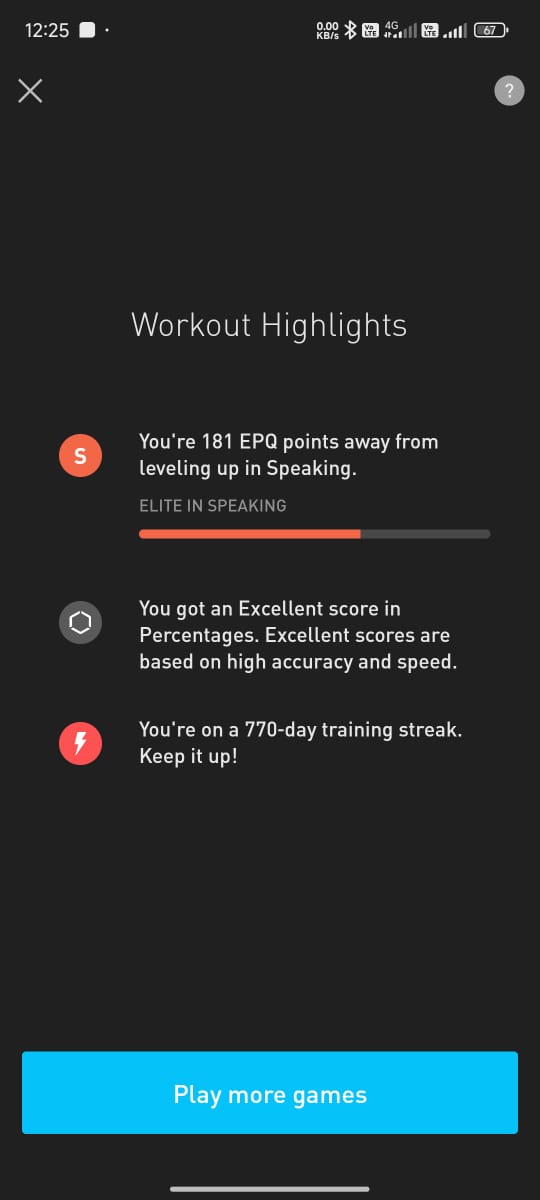 12:25
0.00
KB/s
Vo
LTE
4G
Vo
LTE
67
?
Workout Highlights
S
You're 181 EPQ points away from
leveling up in Speaking.
ELITE IN SPEAKING
You got an Excellent score in
Percentages. Excellent scores are
based on high accuracy and speed.
You're on a 770-day training streak.
Keep it up!
Play more games